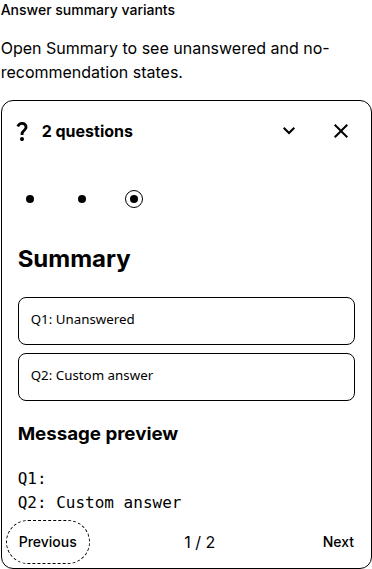 Answer summary variants
Open Summary to see unanswered and no-
recommendation states.
? 2 questions
Summary
Q1: Unanswered
Q2: Custom answer
Message preview
Q1:
Q2: Custom answer
Previous 1 / 2 Next